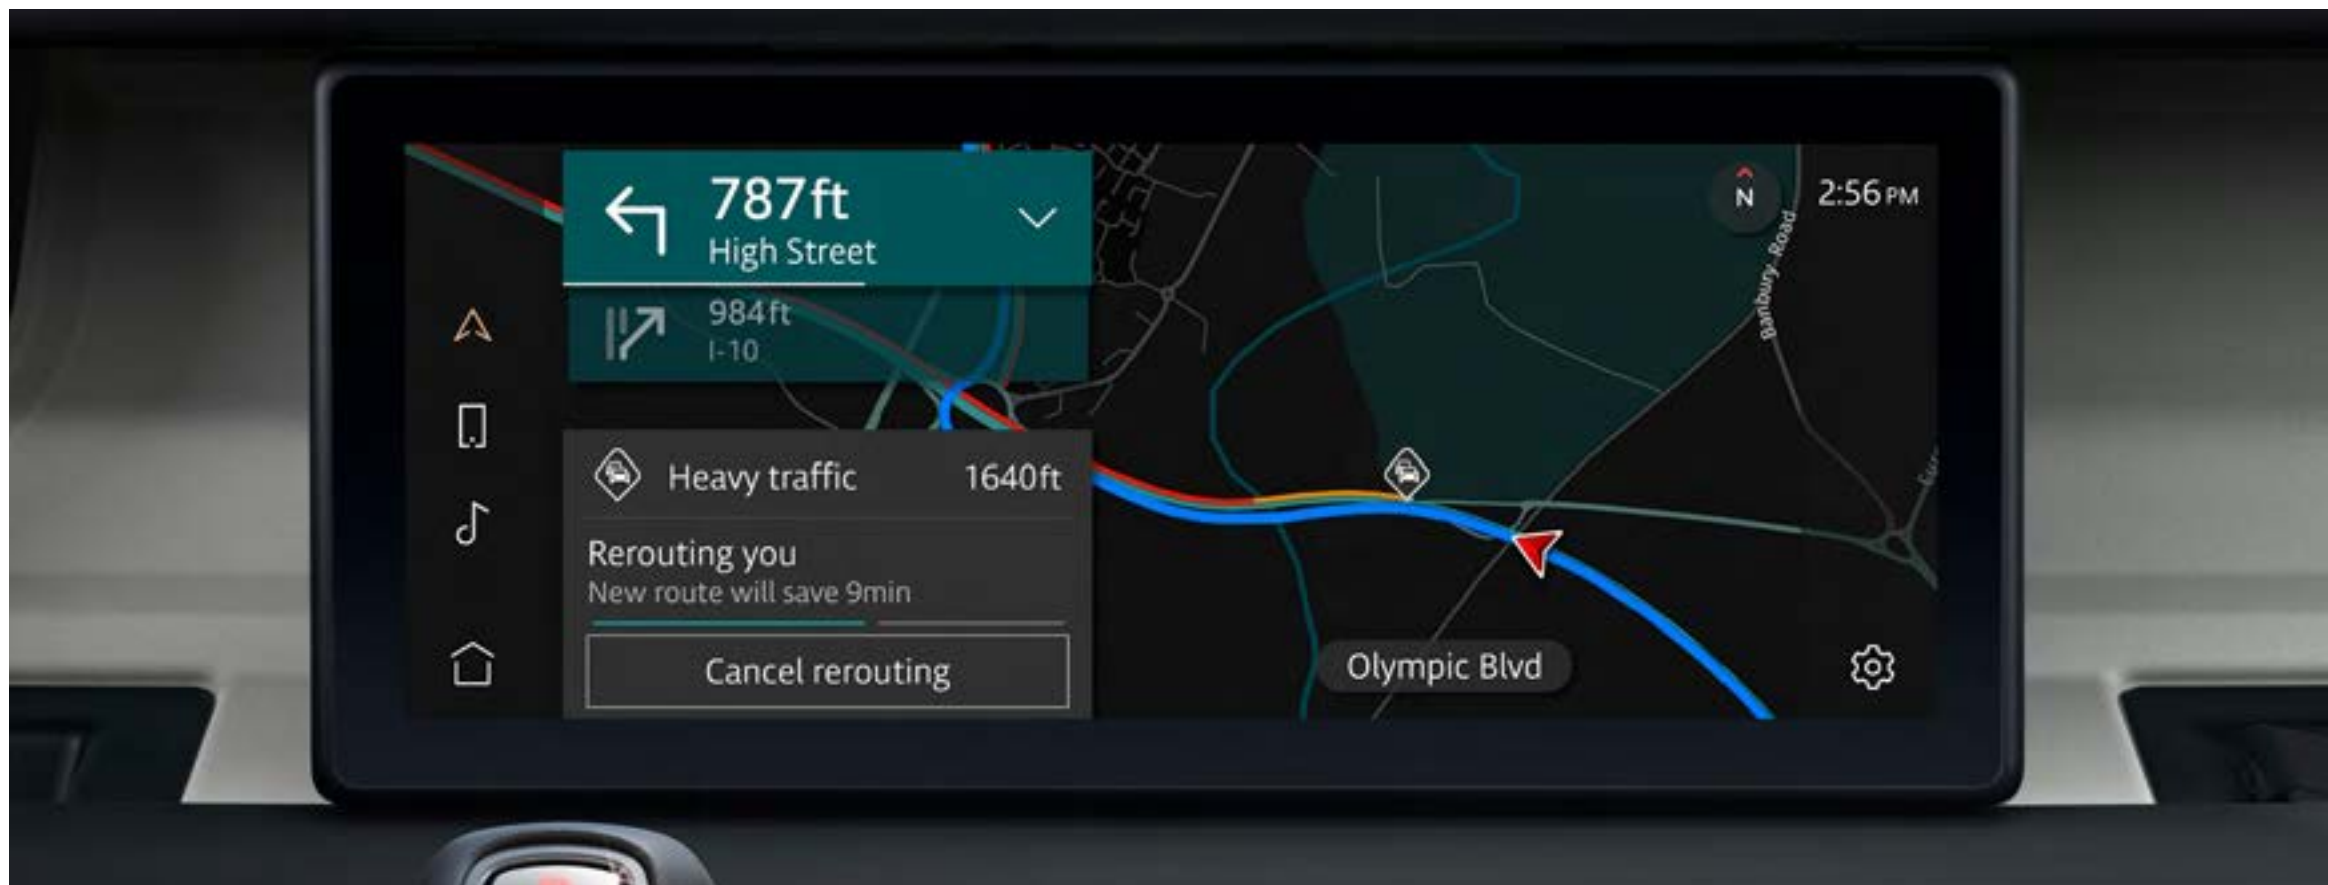 787ft
High Street
984ft
I-10
Heavy traffic 1640ft
Rerouting you
New route will save 9min
Cancel rerouting
N
2:56 PM
Banbury Road
Olympic Blvd